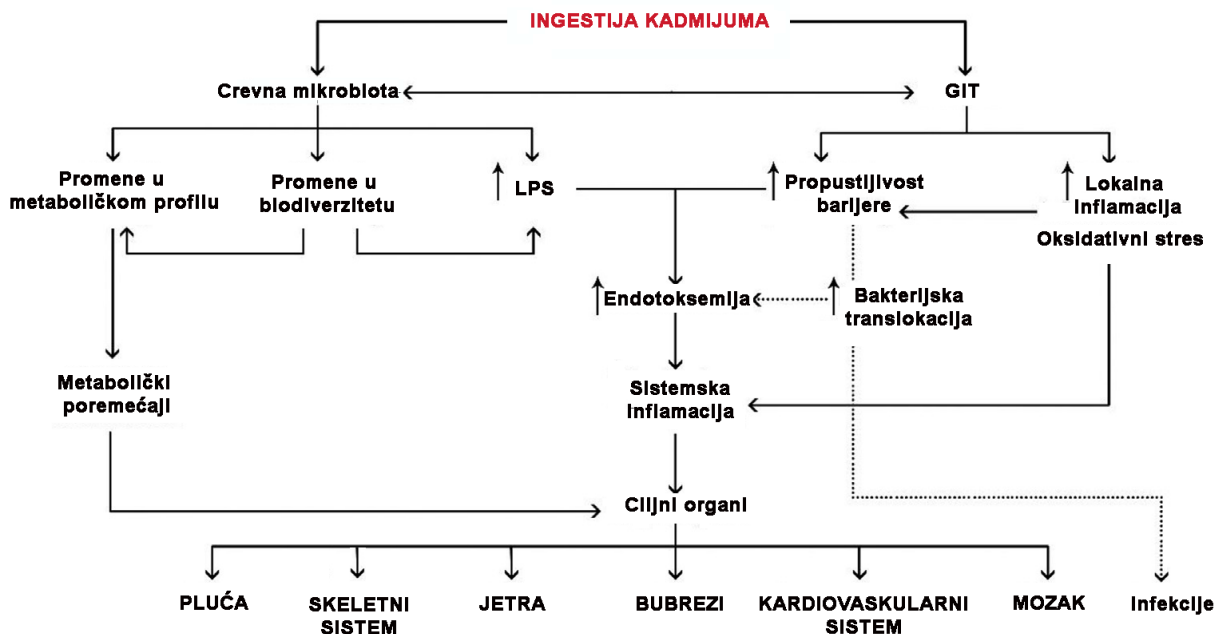 INGESTIJA KADMIJUMA
Crevna mikrobiota
GIT
Promene u
metaboličkom profilu
Promene u
biodiverzitetu
LPS
Propustljivost
barijere
Lokalna
inflamacija
Oksidativni stres
Endotoksemija
Bakterijska
translokacija
Metabolički
poremećaji
Sistemska
inflamacija
Ciljni organi
PLUĆA
SKELETNI
SISTEM
JETRA
BUBREZI
KARDIOVASKULARNI
SISTEM
MOZAK
Infekcije